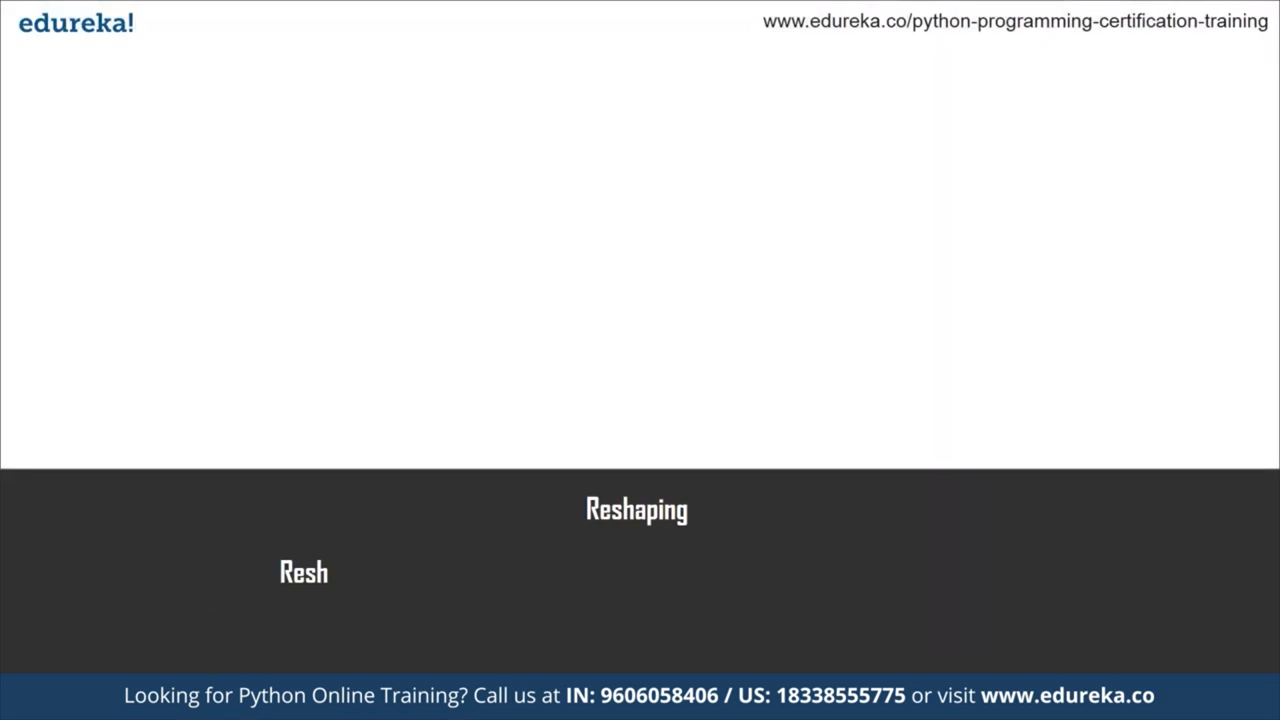 edureka!
www.edureka.co/python-programming-certification-training
Reshaping
Resh
Looking for Python Online Training? Call us at IN: 9606058406 / US: 18338555775 or visit www.edureka.co